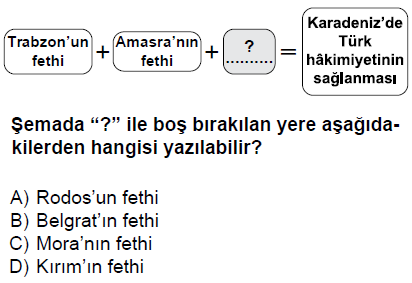 Trabzon'un
fethi
+
Amasra'nın
fethi
+
?
..........
=
Karadeniz'de
Türk
hâkimiyetinin
sağlanması
Şemada “?” ile boş bırakılan yere aşağıda-
kilerden hangisi yazılabilir?
A) Rodos'un fethi
B) Belgrat'ın fethi
C) Mora'nın fethi
D) Kırım'ın fethi